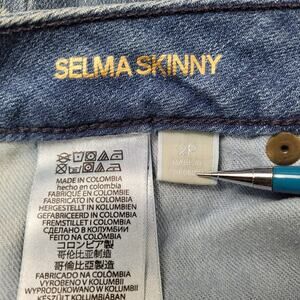 SELMA SKINNY
MADE IN COLOMBIA
hecho en colombia
FABRIQUÉ EN COLOMBIE
FABBRICATO IN COLOMBIA
HERGESTELLT IN KOLUMBIEN
GEFABRICEERD IN COLOMBIA
FREMSTILLET I COLOMBIA
СДЕЛАНО В КОЛУМБИИ
FEITO NA COLÔMBIA
コロンビア製
哥伦比亚制造
哥倫比亞製造
FABRICADO NA COLÔMBIA
VYROBENO V KOLUMBII
WYPRODUKOWANO W KOLUMBII
KÉSZÜLT KOLUMBIÁBAN